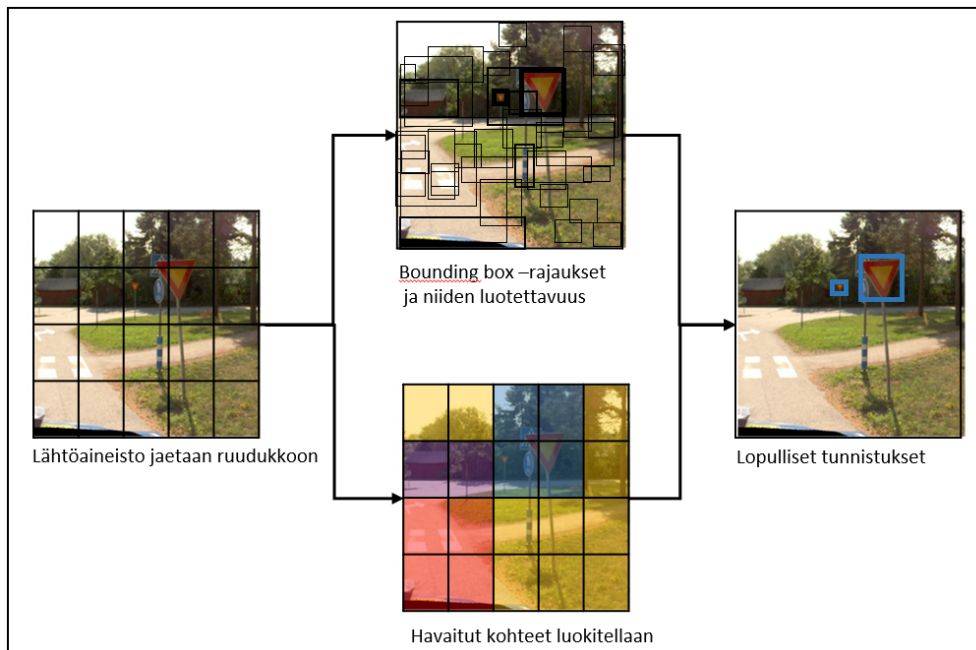 Bounding box –rajaukset
ja niiden luotettavuus
Lähtöaineisto jaetaan ruudukkoon
Lopulliset tunnistukset
Havaitut kohteet luokitellaan